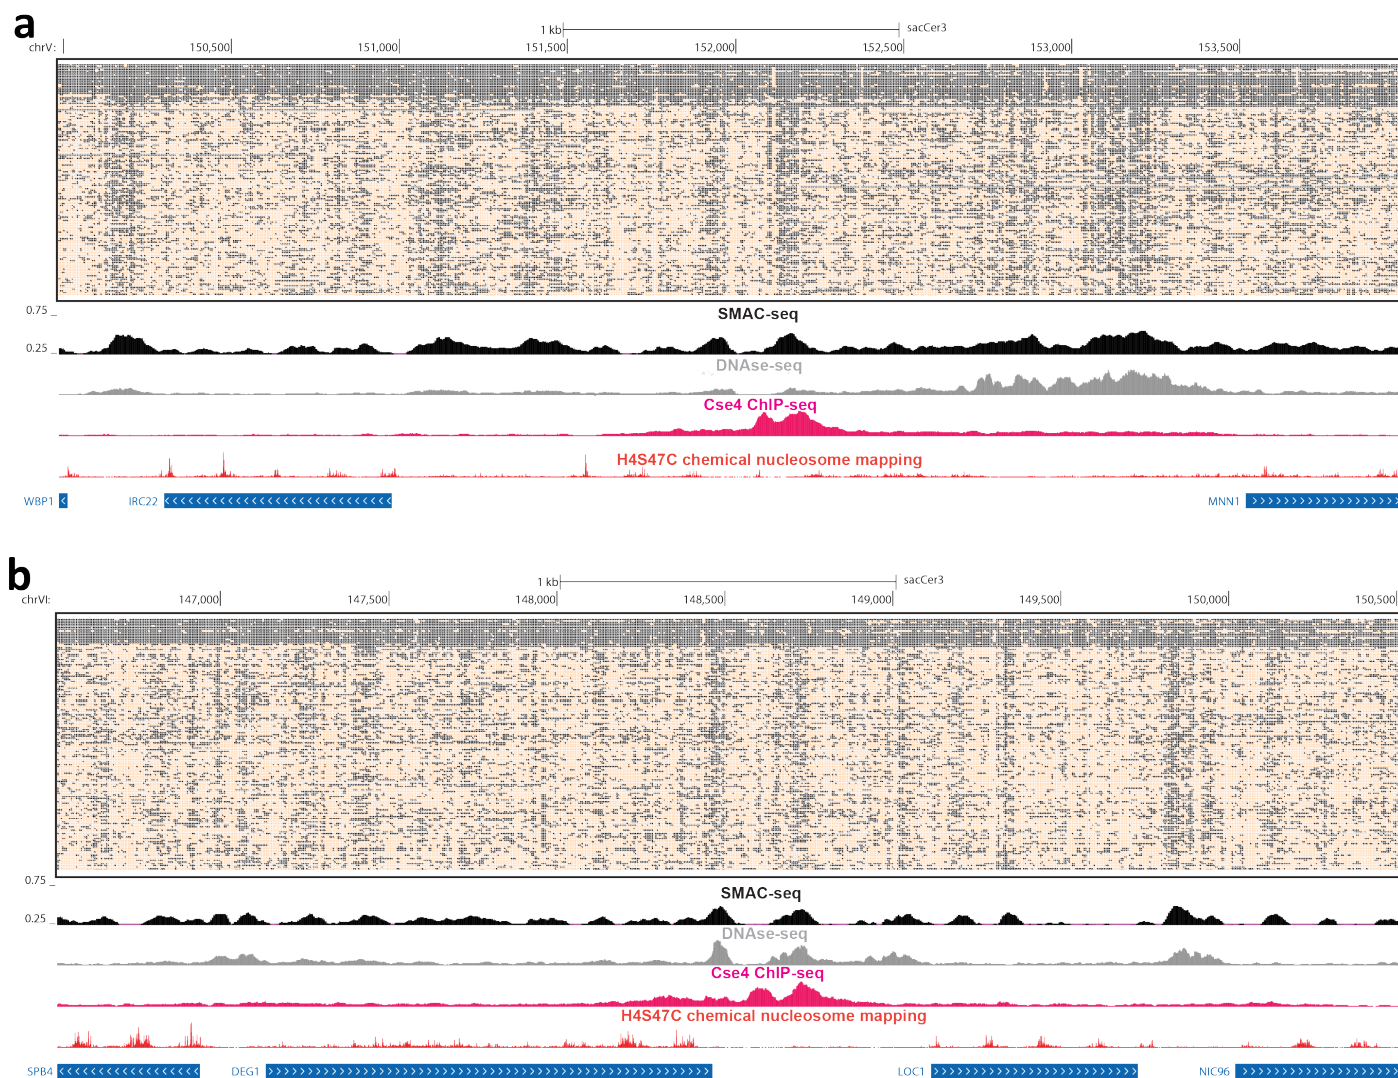 a
1 kb sacCer3
chrV: 150,500 151,000 151,500 152,000 152,500 153,000 153,500
0.75
SMAC-seq
0.25
DNAse-seq
Cse4 ChIP-seq
H4S47C chemical nucleosome mapping
WBP1 IRC22 MNN1
b
1 kb sacCer3
chrVI: 147,000 147,500 148,000 148,500 149,000 149,500 150,000 150,500
0.75
SMAC-seq
0.25
DNAse-seq
Cse4 ChIP-seq
H4S47C chemical nucleosome mapping
SPB4 DEG1 LOC1 NIC96